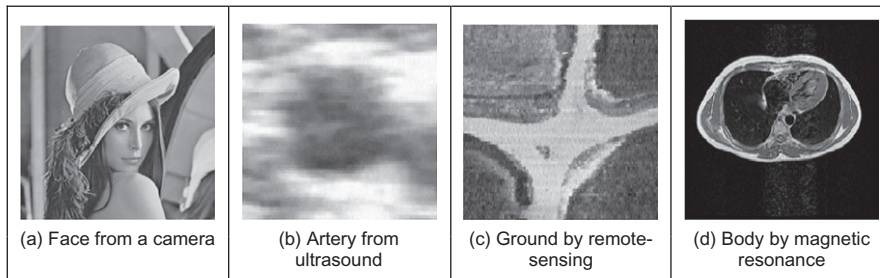 (a) Face from a camera
(b) Artery from
ultrasound
(c) Ground by remote-
sensing
(d) Body by magnetic
resonance